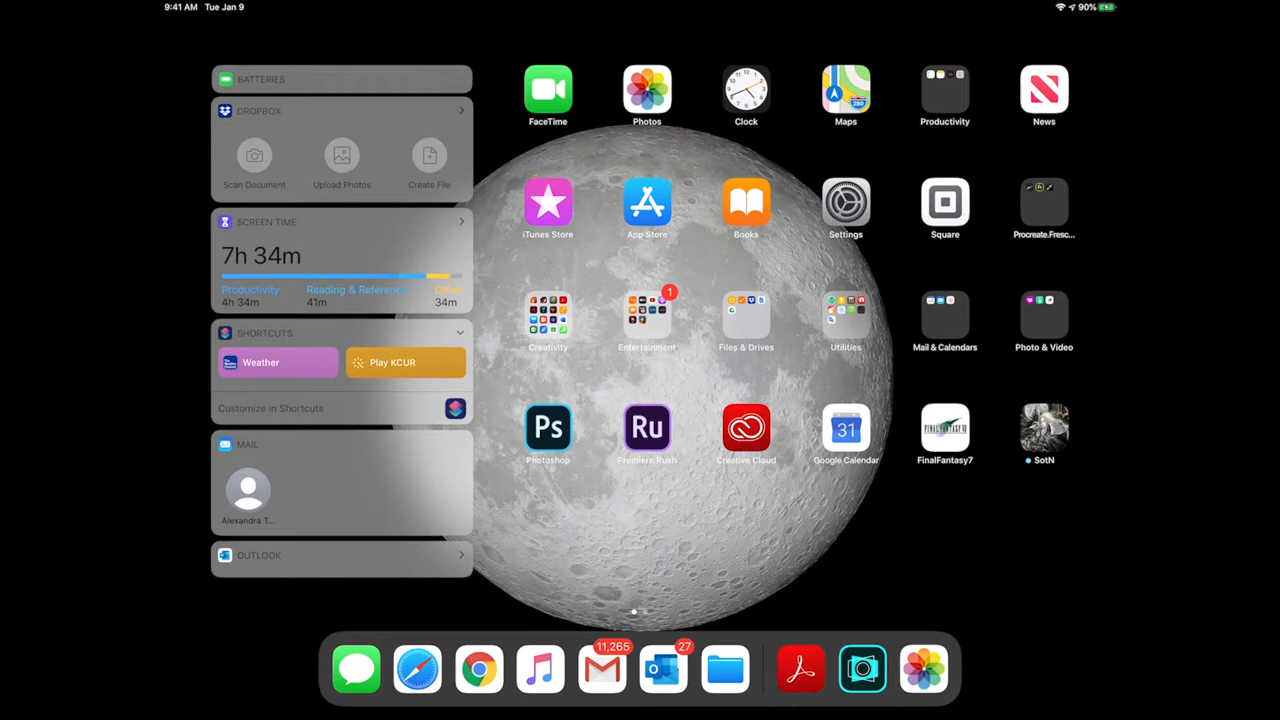 9:41 AM Tue Jan 9
90%
BATTERIES
DROPBOX
Scan Document
Upload Photos
Create File
SCREEN TIME
7h 34m
Productivity
4h 34m
Reading & Reference
41m
34m
SHORTCUTS
Weather
Play KCUR
Customize in Shortcuts
MAIL
Alexandra T...
OUTLOOK
FaceTime
Photos
Clock
Maps
280
Productivity
News
iTunes Store
App Store
Books
Settings
Square
Procreate.Fresc...
1
Creativity
Entertainment
Files & Drives
Utilities
Mail & Calendars
Photo & Video
Ps
Photoshop
Ru
Premiere Rush
Creative Cloud
31
Google Calendar
FINAL FANTASY VII
FinalFantasy7
SotN
11,265
27